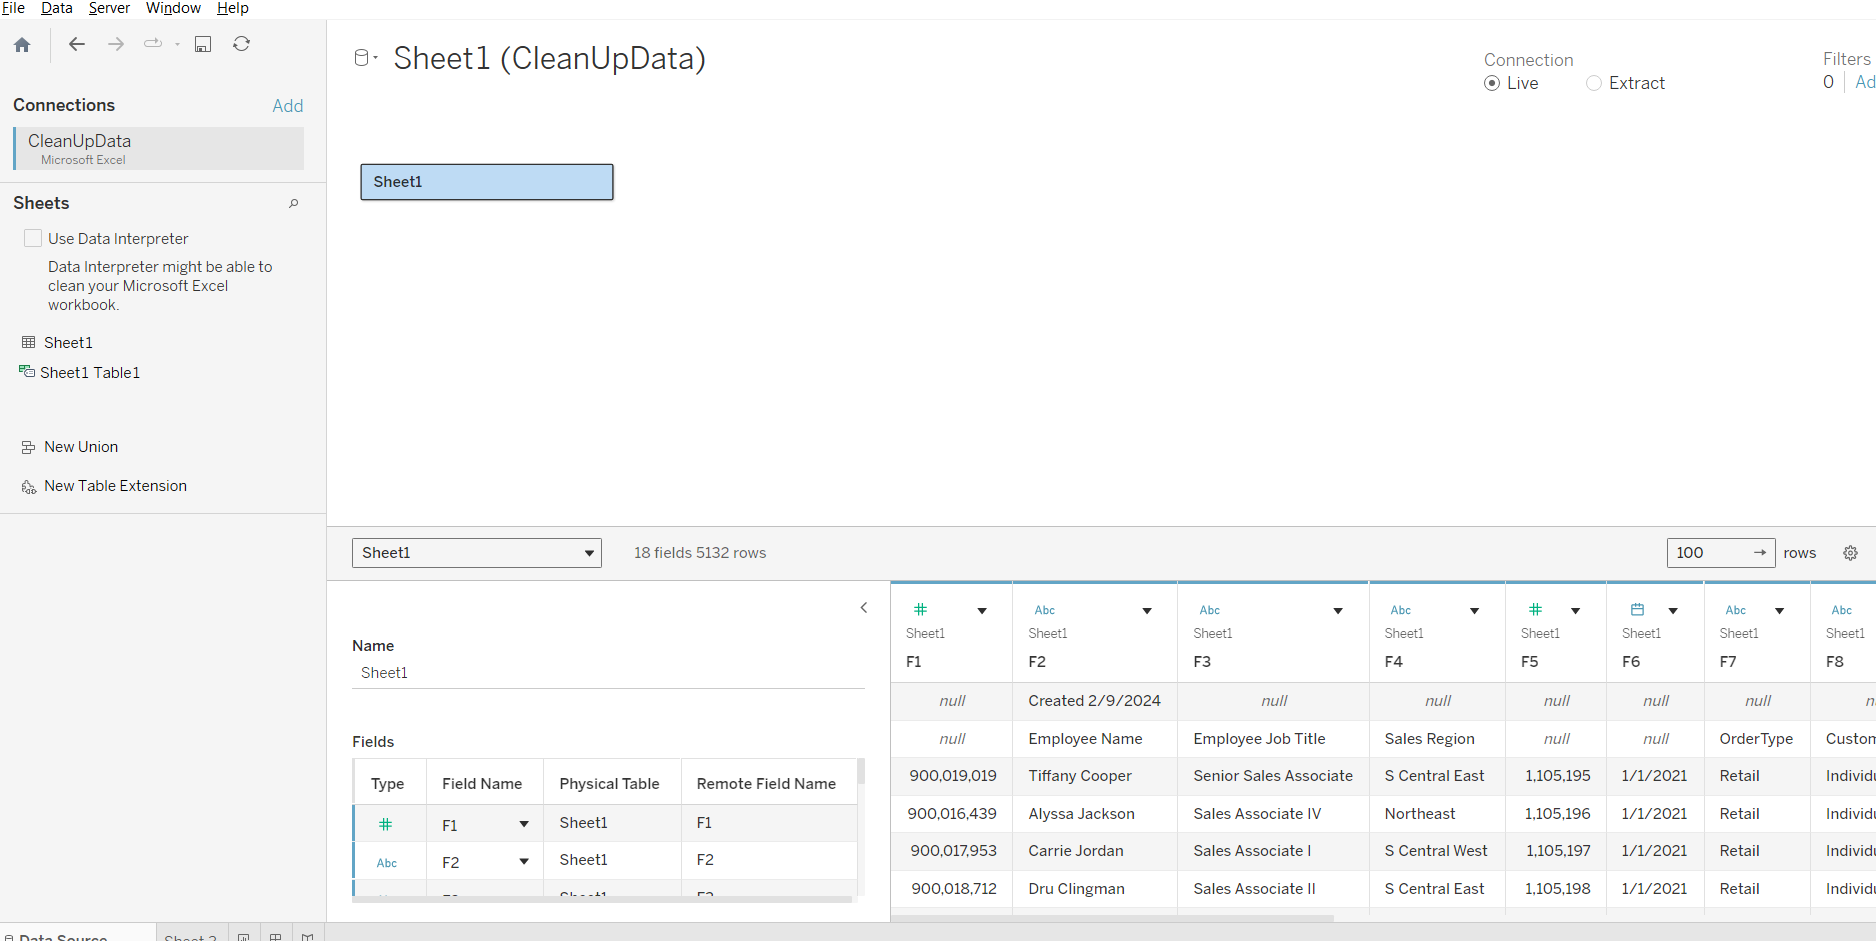 File Data Server Window Help
Sheet1 (CleanUpData)
Connection
Live
Extract
Filters
0
Connections
Add
CleanUpData
Microsoft Excel
Sheets
Use Data Interpreter
Data Interpreter might be able to
clean your Microsoft Excel
workbook.
Sheet1
Sheet1 Table1
New Union
New Table Extension
Sheet1
Sheet1
18 fields 5132 rows
100
rows
Name
Sheet1
Fields
Type Field Name Physical Table Remote Field Name
F1 Sheet1 F1
Abc F2 Sheet1 F2
Abc Abc Abc Abc Abc
Sheet1 Sheet1 Sheet1 Sheet1 Sheet1 Sheet1 Sheet1 Sheet1
F1 F2 F3 F4 F5 F6 F7 F8
null Created 2/9/2024 null null null null null
null Employee Name Employee Job Title Sales Region null null OrderType
900,019,019 Tiffany Cooper Senior Sales Associate S Central East 1,105,195 1/1/2021 Retail
900,016,439 Alyssa Jackson Sales Associate IV Northeast 1,105,196 1/1/2021 Retail
900,017,953 Carrie Jordan Sales Associate I S Central West 1,105,197 1/1/2021 Retail
900,018,712 Dru Clingman Sales Associate II S Central East 1,105,198 1/1/2021 Retail
Data Source